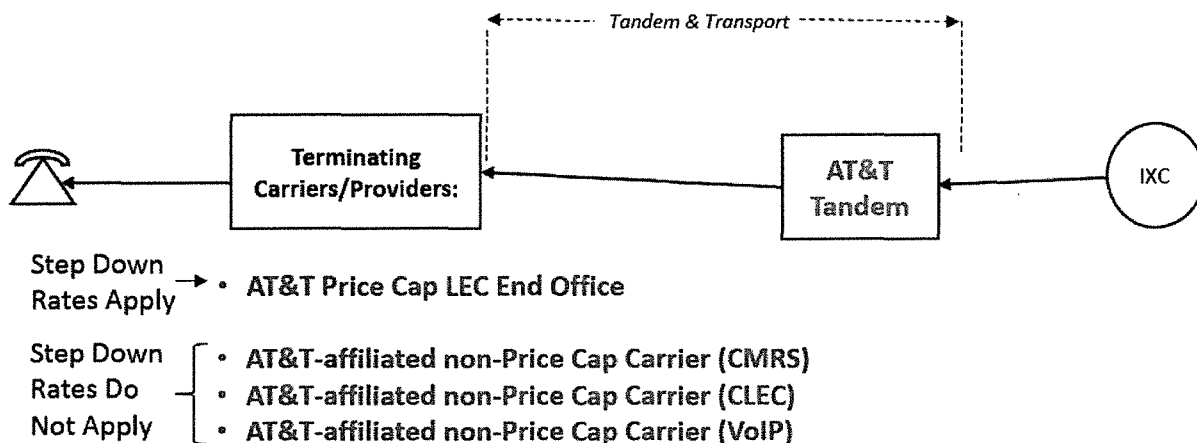 Tandem & Transport
Terminating
Carriers/Providers:
AT&T
Tandem
IXC
Step Down
Rates Apply
• AT&T Price Cap LEC End Office
Step Down
Rates Do
Not Apply
• AT&T-affiliated non-Price Cap Carrier (CMRS)
• AT&T-affiliated non-Price Cap Carrier (CLEC)
• AT&T-affiliated non-Price Cap Carrier (VoIP)